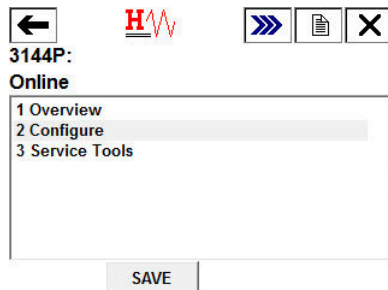 H
3144P:
Online
1 Overview
2 Configure
3 Service Tools
SAVE